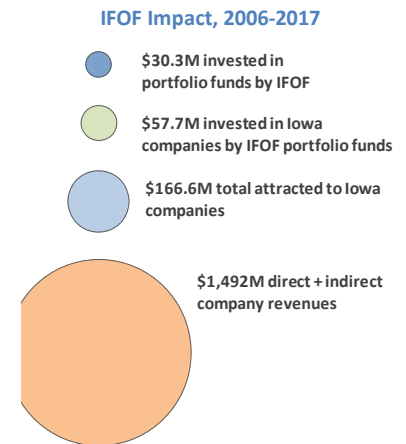 IFOF Impact, 2006-2017
$30.3M invested in
portfolio funds by IFOF
$57.7M invested in Iowa
companies by IFOF portfolio funds
$166.6M total attracted to Iowa
companies
$1,492M direct + indirect
company revenues